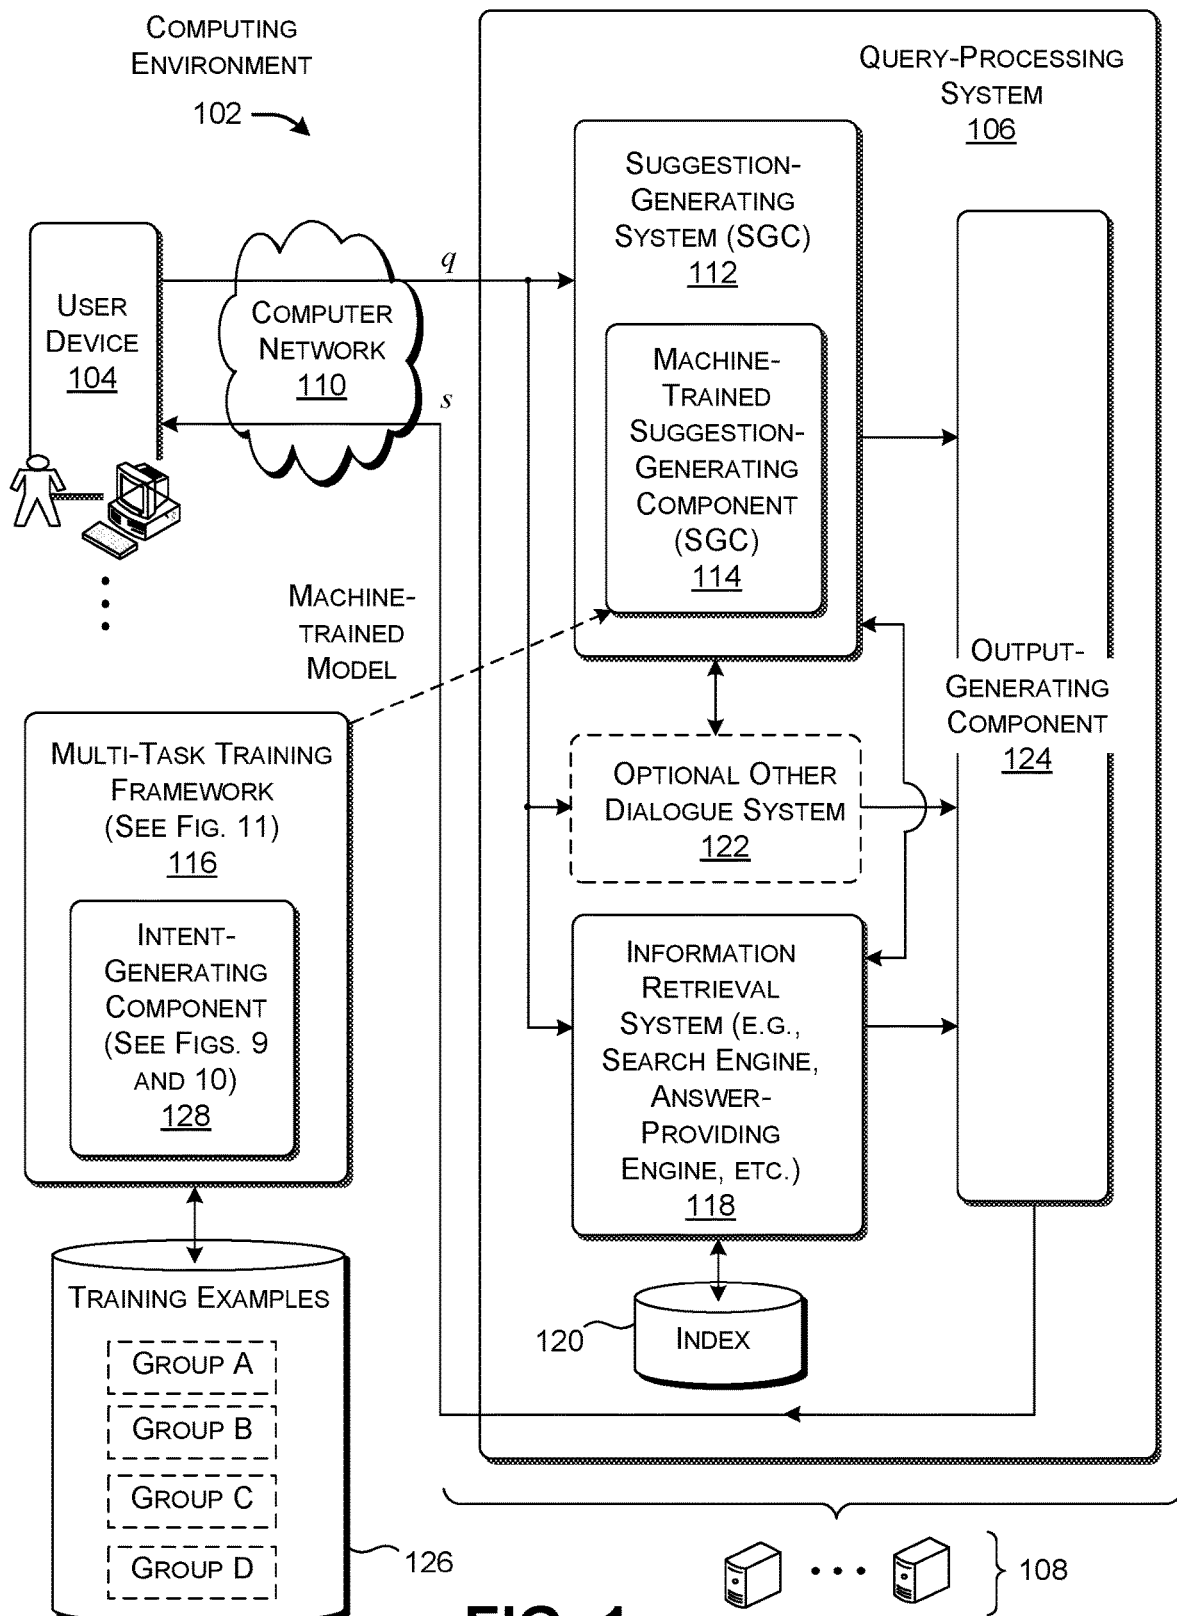 COMPUTING
ENVIRONMENT
102
QUERY-PROCESSING
SYSTEM
106
SUGGESTION-
GENERATING
SYSTEM (SGC)
112
MACHINE-
TRAINED
SUGGESTION-
GENERATING
COMPONENT
(SGC)
114
USER
DEVICE
104
COMPUTER
NETWORK
110
q
s
MACHINE-
TRAINED
MODEL
OUTPUT-
GENERATING
COMPONENT
124
MULTI-TASK TRAINING
FRAMEWORK
(SEE FIG. 11)
116
INTENT-
GENERATING
COMPONENT
(SEE FIGS. 9
AND 10)
128
OPTIONAL OTHER
DIALOGUE SYSTEM
122
INFORMATION
RETRIEVAL
SYSTEM (E.G.,
SEARCH ENGINE,
ANSWER-
PROVIDING
ENGINE, ETC.)
118
120
INDEX
TRAINING EXAMPLES
GROUP A
GROUP B
GROUP C
GROUP D
126
108
FIG. 1